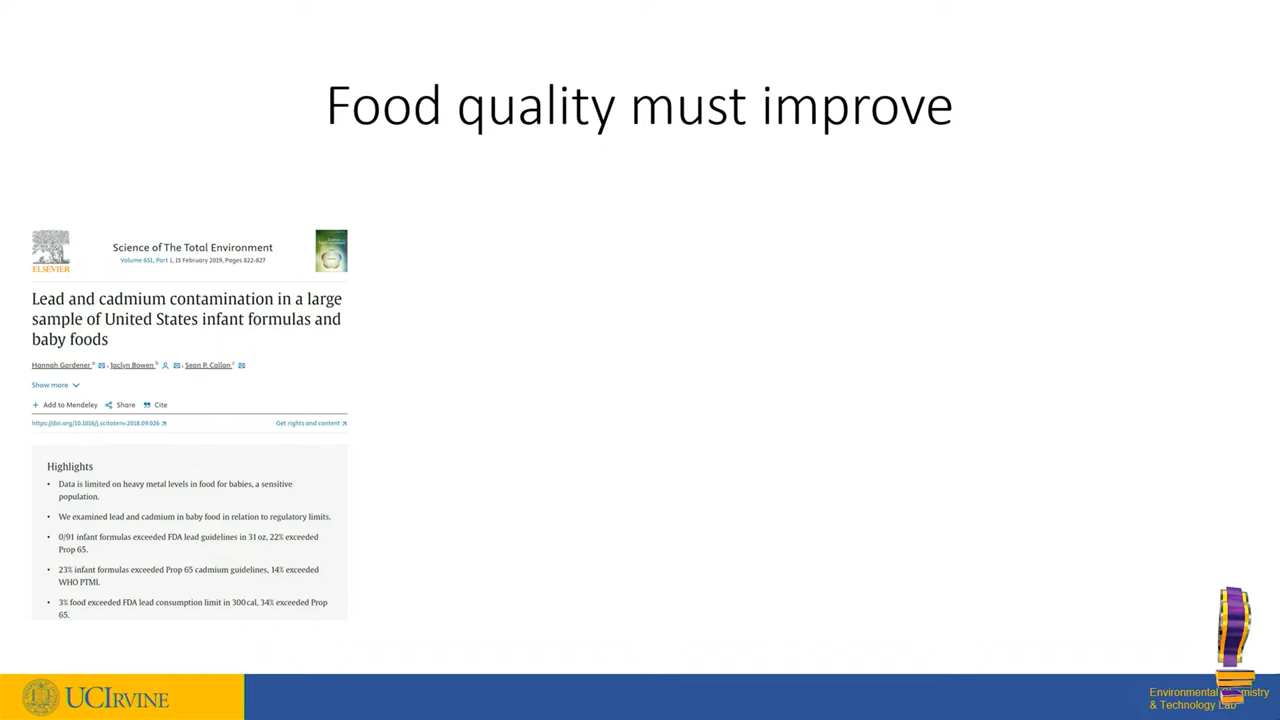 Food quality must improve
ELSEVIER
Science of The Total Environment
Volume 651, Part 1, 15 February 2019, Pages 822-827
Lead and cadmium contamination in a large
sample of United States infant formulas and
baby foods
Hannah Gardener a , Jaclyn Bowen b , Sean P. Callan c
Show more
+ Add to Mendeley Share Cite
https://doi.org/10.1016/j.scitotenv.2018.09.026 Get rights and content
Highlights
• Data is limited on heavy metal levels in food for babies, a sensitive
population.
• We examined lead and cadmium in baby food in relation to regulatory limits.
• 0/91 infant formulas exceeded FDA lead guidelines in 31 oz, 22% exceeded
Prop 65.
• 23% infant formulas exceeded Prop 65 cadmium guidelines, 14% exceeded
WHO PTMI.
• 3% food exceeded FDA lead consumption limit in 300 cal, 34% exceeded Prop
65.
UCIRVINE
Environmental Chemistry
& Technology Lab